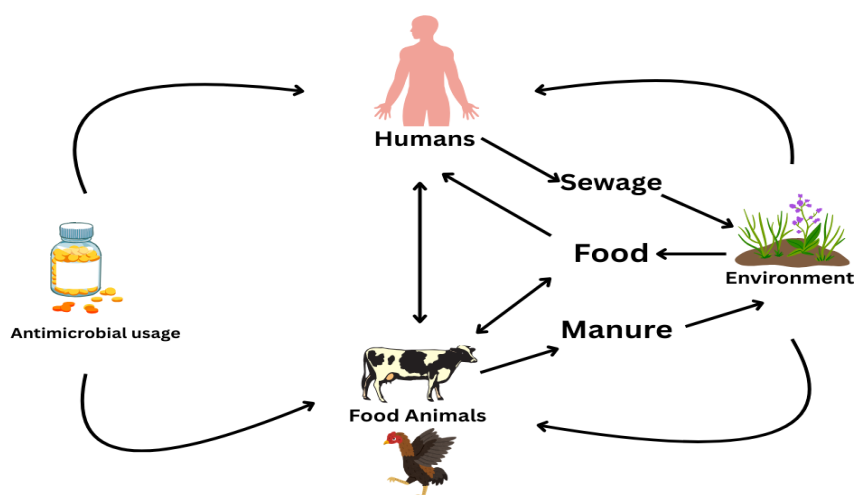 Humans
Sewage
Food
Environment
Antimicrobial usage
Manure
Food Animals